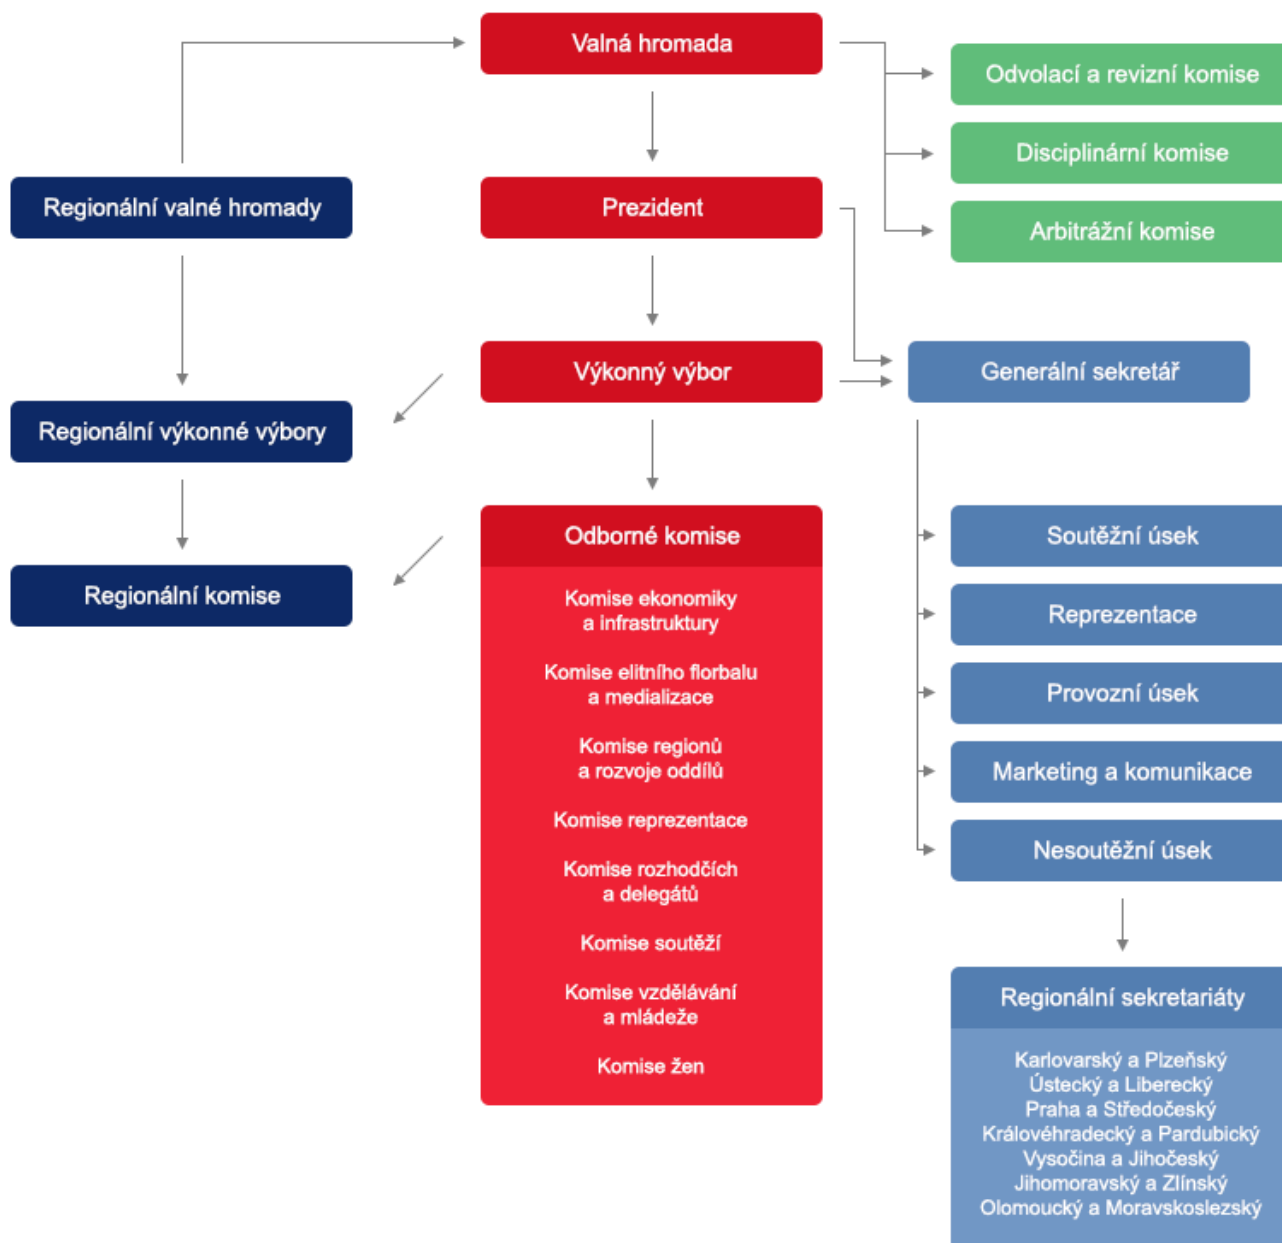 Valná hromada
Odvolací a revizní komise
Disciplinární komise
Arbitrážní komise
Regionální valné hromady
Prezident
Výkonný výbor
Generální sekretář
Regionální výkonné výbory
Regionální komise
Odborné komise
Komise ekonomiky
a infrastruktury
Komise elitního florbalu
a medializace
Komise regionů
a rozvoje oddílů
Komise reprezentace
Komise rozhodčích
a delegátů
Komise soutěží
Komise vzdělávání
a mládeže
Komise žen
Soutěžní úsek
Reprezentace
Provozní úsek
Marketing a komunikace
Nesoutěžní úsek
Regionální sekretariáty
Karlovarský a Plzeňský
Ústecký a Liberecký
Praha a Středočeský
Královéhradecký a Pardubický
Vysočina a Jihočeský
Jihomoravský a Zlínský
Olomoucký a Moravskoslezský